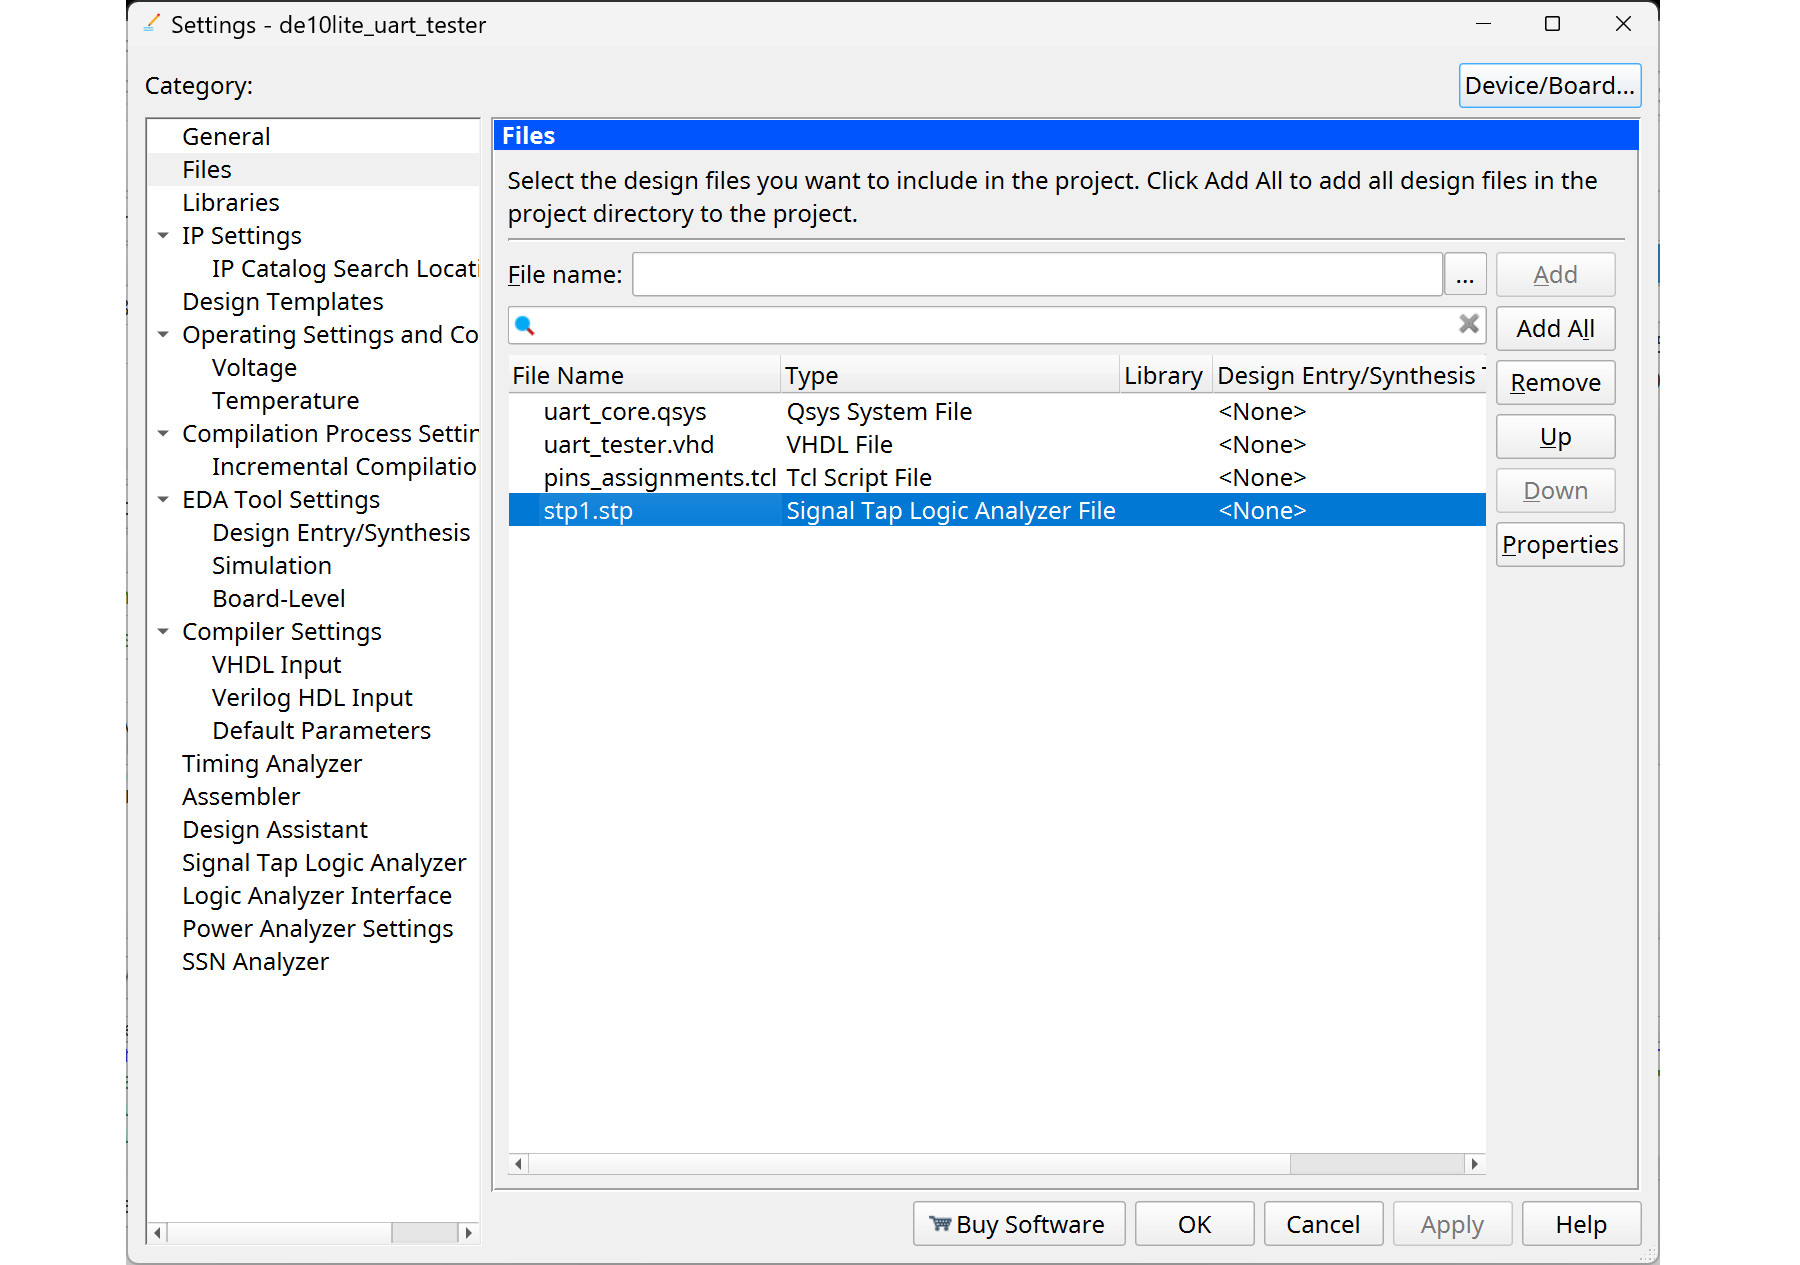 Settings - de10lite_uart_tester
Category:
Device/Board...
General
Files
Libraries
IP Settings
IP Catalog Search Locati
Design Templates
Operating Settings and Co
Voltage
Temperature
Compilation Process Settin
Incremental Compilatio
EDA Tool Settings
Design Entry/Synthesis
Simulation
Board-Level
Compiler Settings
VHDL Input
Verilog HDL Input
Default Parameters
Timing Analyzer
Assembler
Design Assistant
Signal Tap Logic Analyzer
Logic Analyzer Interface
Power Analyzer Settings
SSN Analyzer
Files
Select the design files you want to include in the project. Click Add All to add all design files in the
project directory to the project.
File name: ... Add
Add All
File Name Type Library Design Entry/Synthesis
uart_core.qsys Qsys System File <None>
uart_tester.vhd VHDL File <None>
pins_assignments.tcl Tcl Script File <None>
stp1.stp Signal Tap Logic Analyzer File <None>
Remove
Up
Down
Properties
Buy Software OK Cancel Apply Help